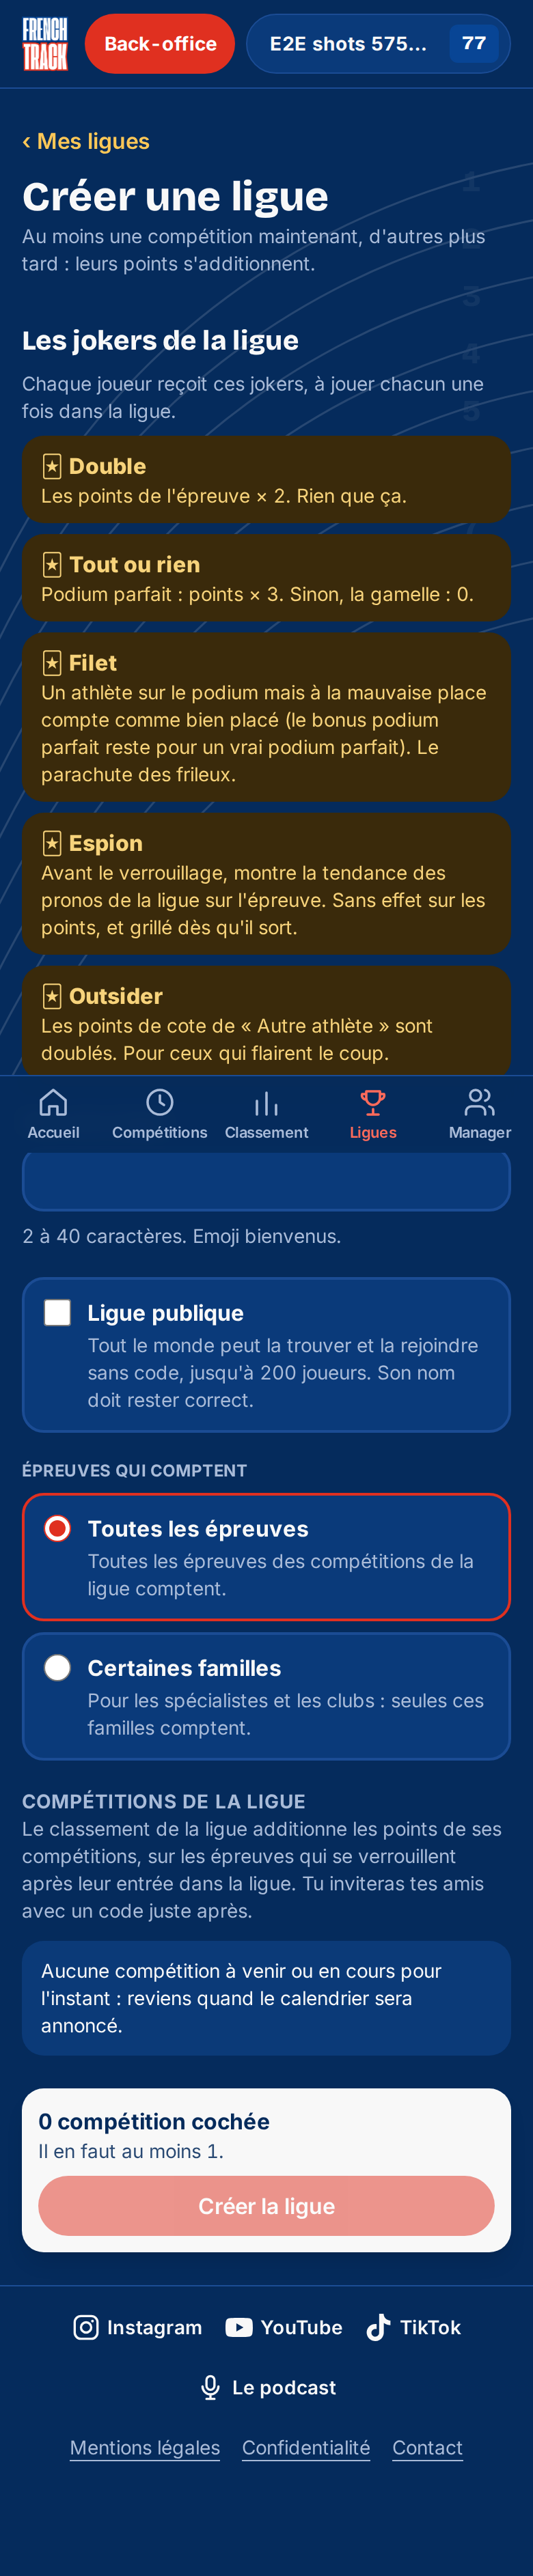 FRENCH TRACK
Back-office
E2E shots 575...
77
‹ Mes ligues
Créer une ligue
Au moins une compétition maintenant, d'autres plus
tard : leurs points s'additionnent.
1
2
3
4
5
Les jokers de la ligue
Chaque joueur reçoit ces jokers, à jouer chacun une
fois dans la ligue.
Double
Les points de l'épreuve × 2. Rien que ça.
Tout ou rien
Podium parfait : points × 3. Sinon, la gamelle : 0.
Filet
Un athlète sur le podium mais à la mauvaise place
compte comme bien placé (le bonus podium
parfait reste pour un vrai podium parfait). Le
parachute des frileux.
Espion
Avant le verrouillage, montre la tendance des
pronos de la ligue sur l'épreuve. Sans effet sur les
points, et grillé dès qu'il sort.
Outsider
Les points de cote de « Autre athlète » sont
doublés. Pour ceux qui flairent le coup.
Accueil
Compétitions
Classement
Ligues
Manager
2 à 40 caractères. Emoji bienvenus.
Ligue publique
Tout le monde peut la trouver et la rejoindre
sans code, jusqu'à 200 joueurs. Son nom
doit rester correct.
ÉPREUVES QUI COMPTENT
Toutes les épreuves
Toutes les épreuves des compétitions de la
ligue comptent.
Certaines familles
Pour les spécialistes et les clubs : seules ces
familles comptent.
COMPÉTITIONS DE LA LIGUE
Le classement de la ligue additionne les points de ses
compétitions, sur les épreuves qui se verrouillent
après leur entrée dans la ligue. Tu inviteras tes amis
avec un code juste après.
Aucune compétition à venir ou en cours pour
l'instant : reviens quand le calendrier sera
annoncé.
0 compétition cochée
Il en faut au moins 1.
Créer la ligue
Instagram
YouTube
TikTok
Le podcast
Mentions légales
Confidentialité
Contact